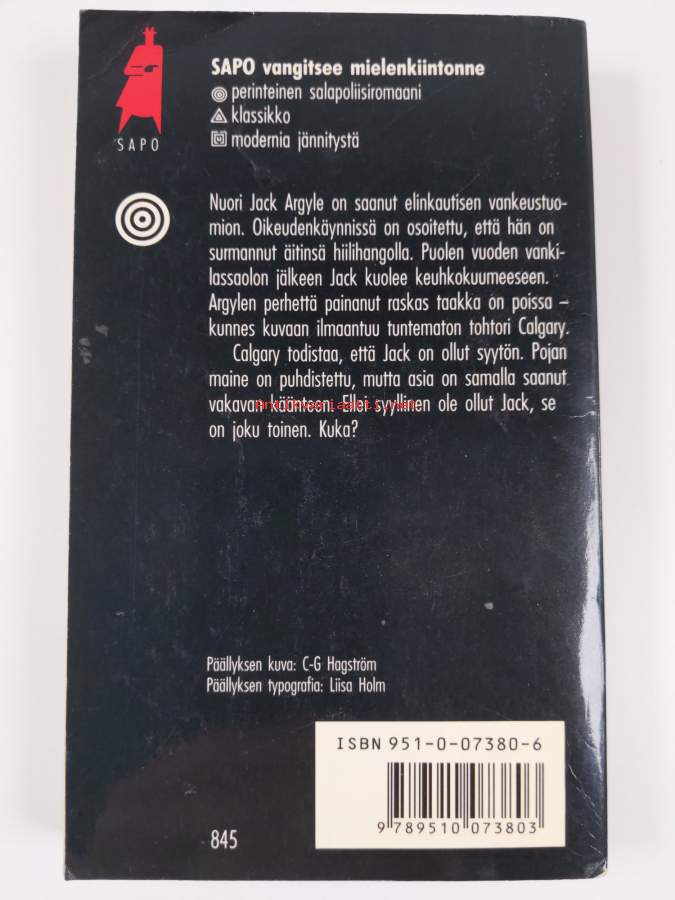 SAPO vangitsee mielenkiintonne
perinteinen salapoliisiromaani
klassikko
modernia jännitystä
SAPO
Nuori Jack Argyle on saanut elinkautisen vankeustuo-
mion. Oikeudenkäynnissä on osoitettu, että hän on
surmannut äitinsä hiilihangolla. Puolen vuoden vanki-
lassaolon jälkeen Jack kuolee keuhkokuumeeseen.
Argylen perhettä painanut raskas taakka on poissa –
kunnes kuvaan ilmaantuu tuntematon tohtori Calgary.
Calgary todistaa, että Jack on ollut syytön. Pojan
maine on puhdistettu, mutta asia on samalla saanut
vakavan käänteen. Ellei syyllinen ole ollut Jack, se
on joku toinen. Kuka?
Päällyksen kuva: C-G Hagström
Päällyksen typografia: Liisa Holm
ISBN 951-0-07380-6
9 789510 073803
845